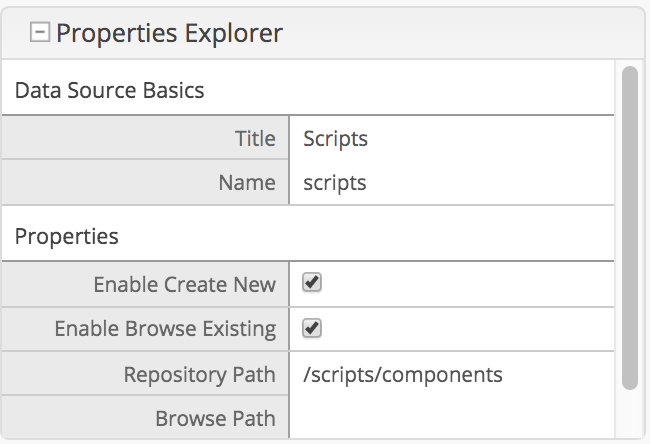 Properties Explorer
Data Source Basics
Title Scripts
Name scripts
Properties
Enable Create New
Enable Browse Existing
Repository Path /scripts/components
Browse Path